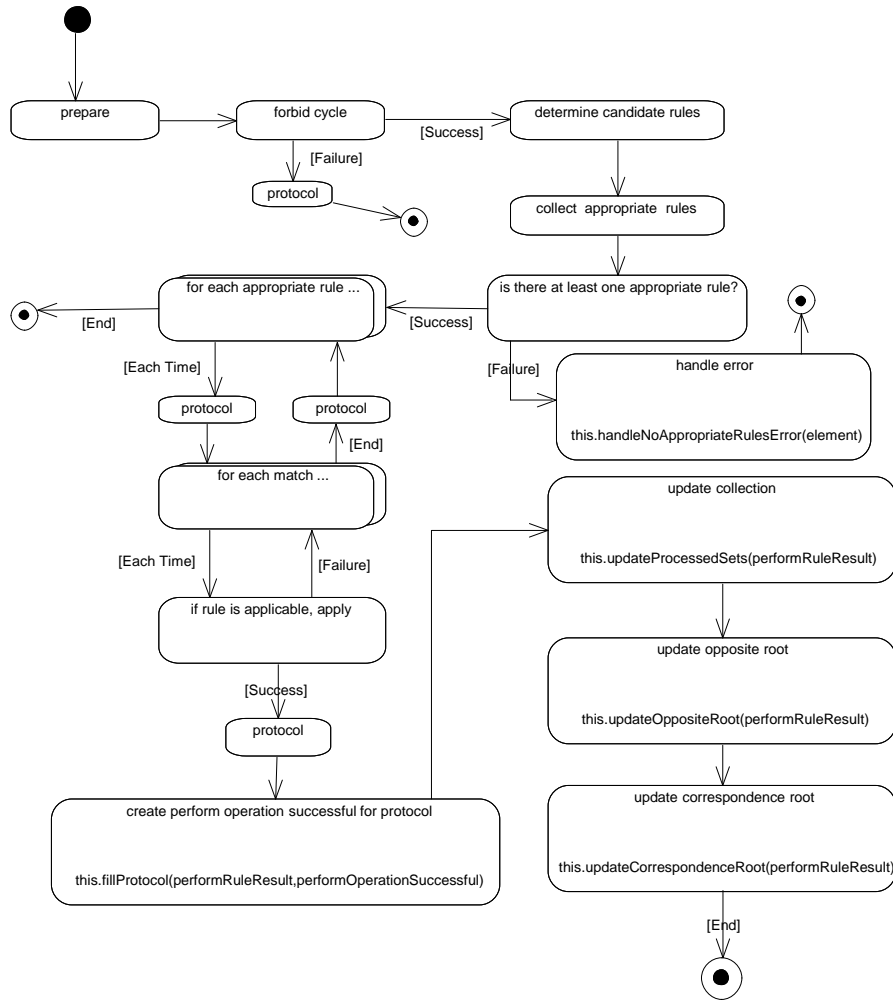 prepare
forbid cycle
determine candidate rules
[Success]
[Failure]
protocol
collect appropriate rules
for each appropriate rule ...
is there at least one appropriate rule?
[End]
[Success]
[Each Time]
[Failure]
handle error
this.handleNoAppropriateRulesError(element)
protocol
protocol
[End]
for each match ...
update collection
this.updateProcessedSets(performRuleResult)
[Each Time]
[Failure]
if rule is applicable, apply
update opposite root
this.updateOppositeRoot(performRuleResult)
[Success]
protocol
create perform operation successful for protocol
this.fillProtocol(performRuleResult,performOperationSuccessful)
update correspondence root
this.updateCorrespondenceRoot(performRuleResult)
[End]